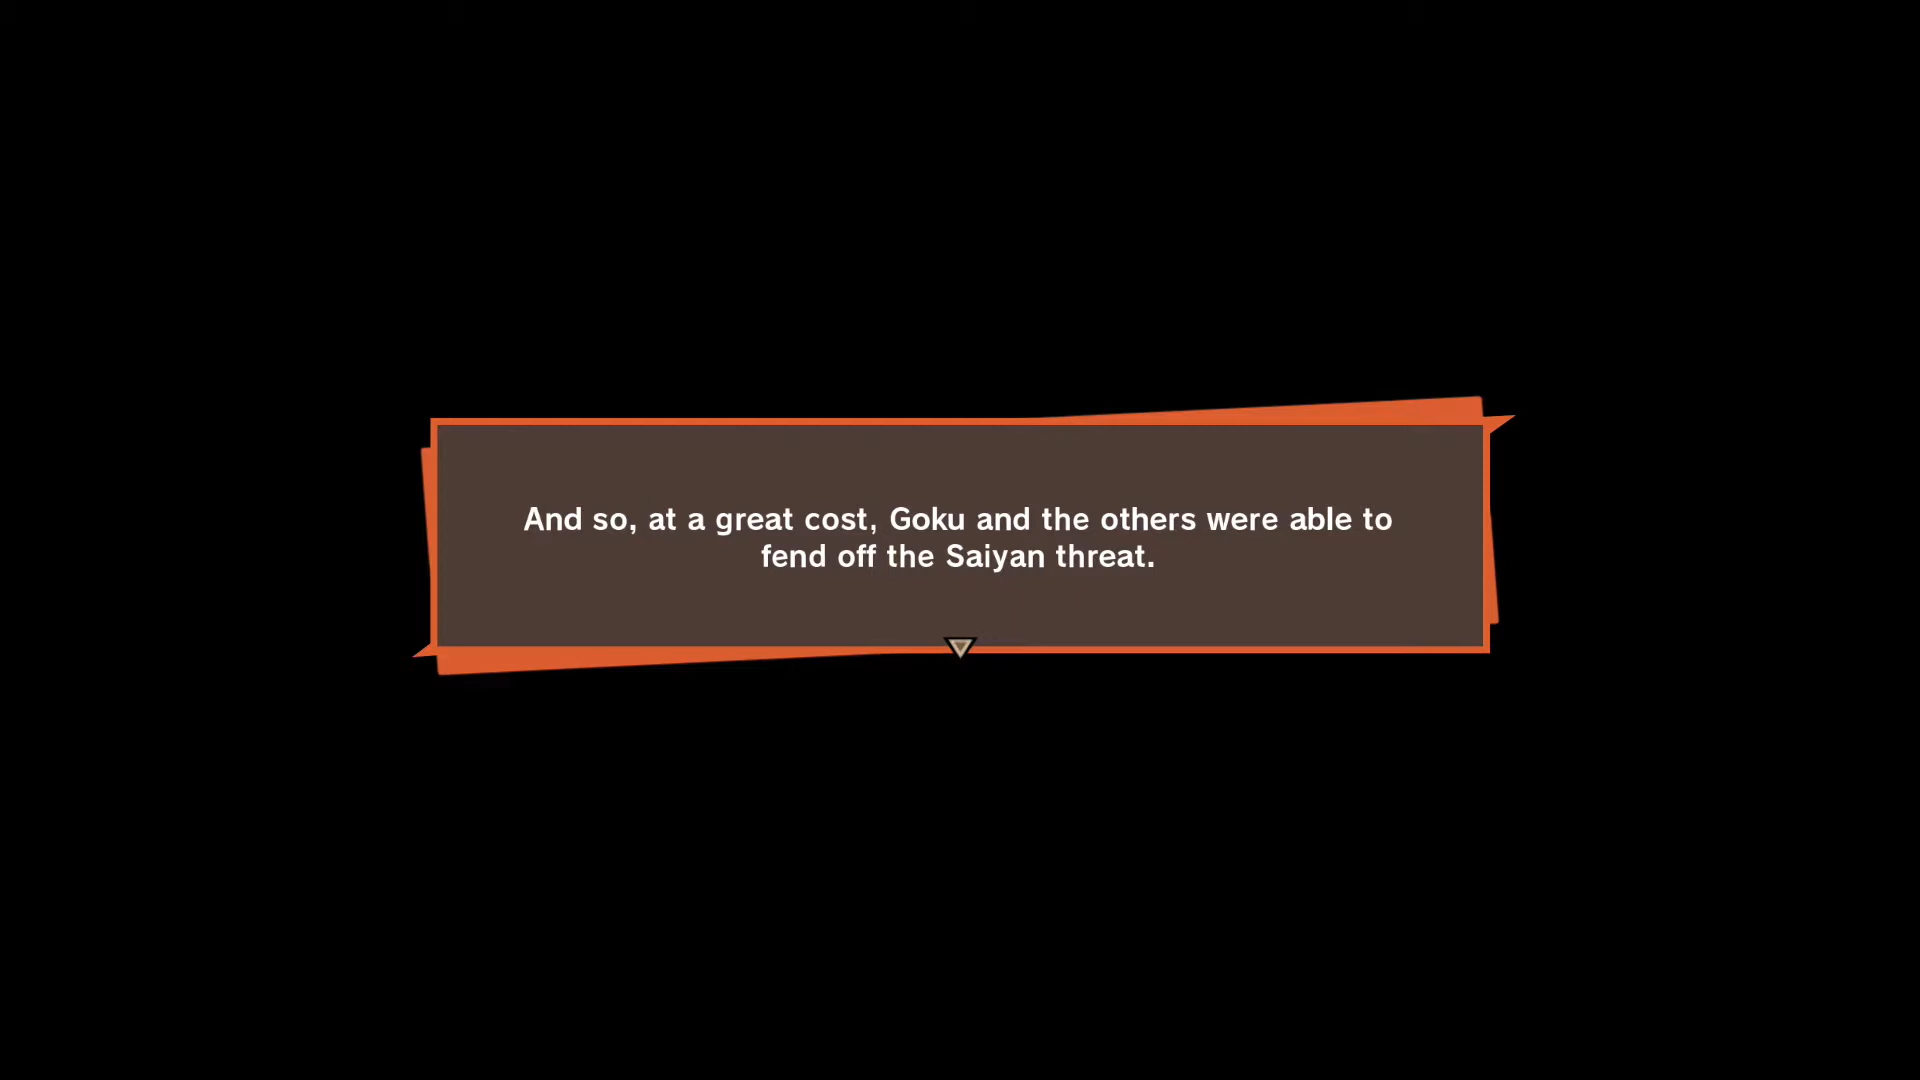 And so, at a great cost, Goku and the others were able to
fend off the Saiyan threat.